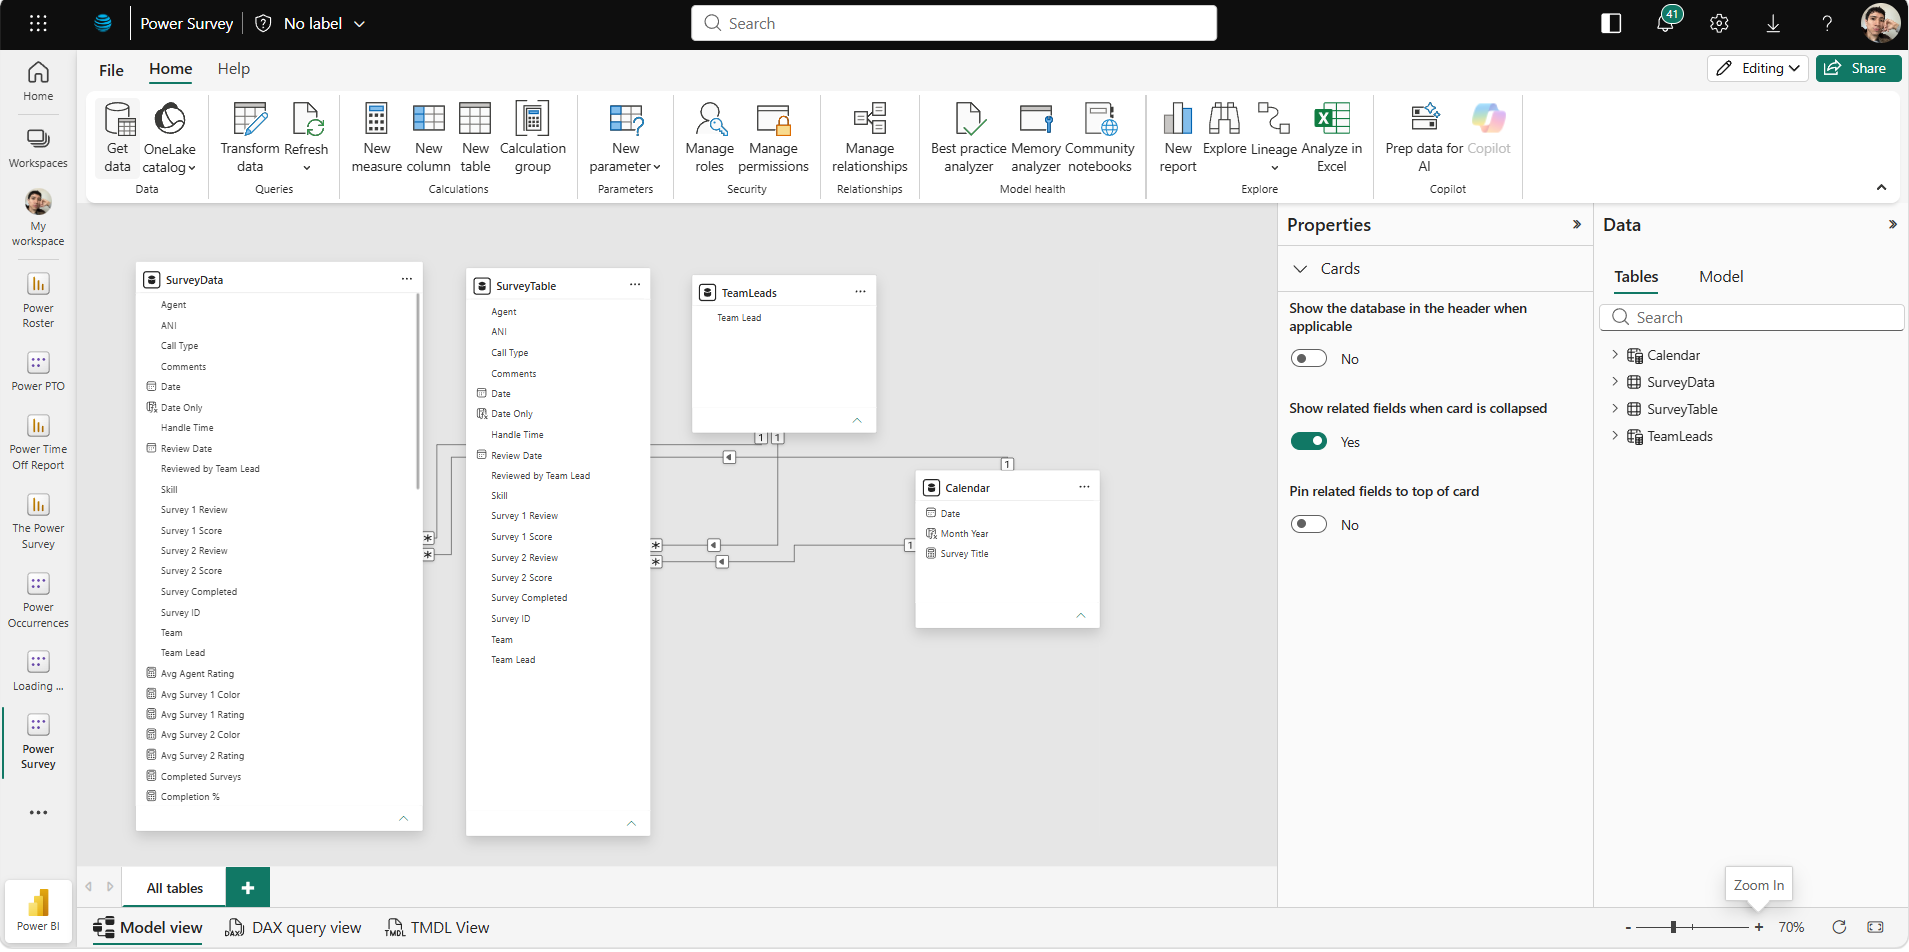 Power Survey
No label
Search
41
?
File
Home
Help
Editing
Share
Home
Workspaces
My
workspace
Power
Roster
Power PTO
Power Time
Off Report
The Power
Survey
Power
Occurrences
Loading ...
Power
Survey
Power BI
Get
data
OneLake
catalog
Data
Transform
data
Refresh
Queries
New
measure
New
column
New
table
Calculation
group
Calculations
New
parameter
Parameters
Manage
roles
Manage
permissions
Security
Manage
relationships
Relationships
Best practice
analyzer
Memory
analyzer
Community
notebooks
Model health
New
report
Explore
Lineage
Analyze in
Excel
Explore
Prep data for
AI
Copilot
Copilot
SurveyData
Agent
ANI
Call Type
Comments
Date
Date Only
Handle Time
Review Date
Reviewed by Team Lead
Skill
Survey 1 Review
Survey 1 Score
Survey 2 Review
Survey 2 Score
Survey Completed
Survey ID
Team
Team Lead
Avg Agent Rating
Avg Survey 1 Color
Avg Survey 1 Rating
Avg Survey 2 Color
Avg Survey 2 Rating
Completed Surveys
Completion %
SurveyTable
Agent
ANI
Call Type
Comments
Date
Date Only
Handle Time
Review Date
Reviewed by Team Lead
Skill
Survey 1 Review
Survey 1 Score
Survey 2 Review
Survey 2 Score
Survey Completed
Survey ID
Team
Team Lead
TeamLeads
Team Lead
1 1
1
1
* *
* *
Calendar
Date
Month Year
Survey Title
Properties
Cards
Show the database in the header when
applicable
No
Show related fields when card is collapsed
Yes
Pin related fields to top of card
No
Data
Tables
Model
Search
Calendar
SurveyData
SurveyTable
TeamLeads
All tables
+
Zoom In
Model view
DAX
DAX query view
TMDL
TMDL View
- + 70%